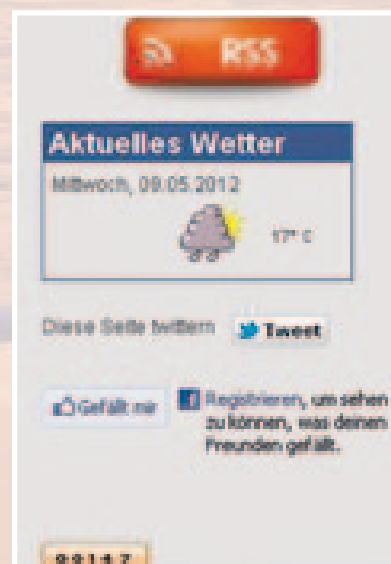 RSS
Aktuelles Wetter
Mittwoch, 09.05.2012
17° C
Diese Seite twittern Tweet
Gefällt mir
Registrieren, um sehen
zu können, was deinen
Freunden gefällt.